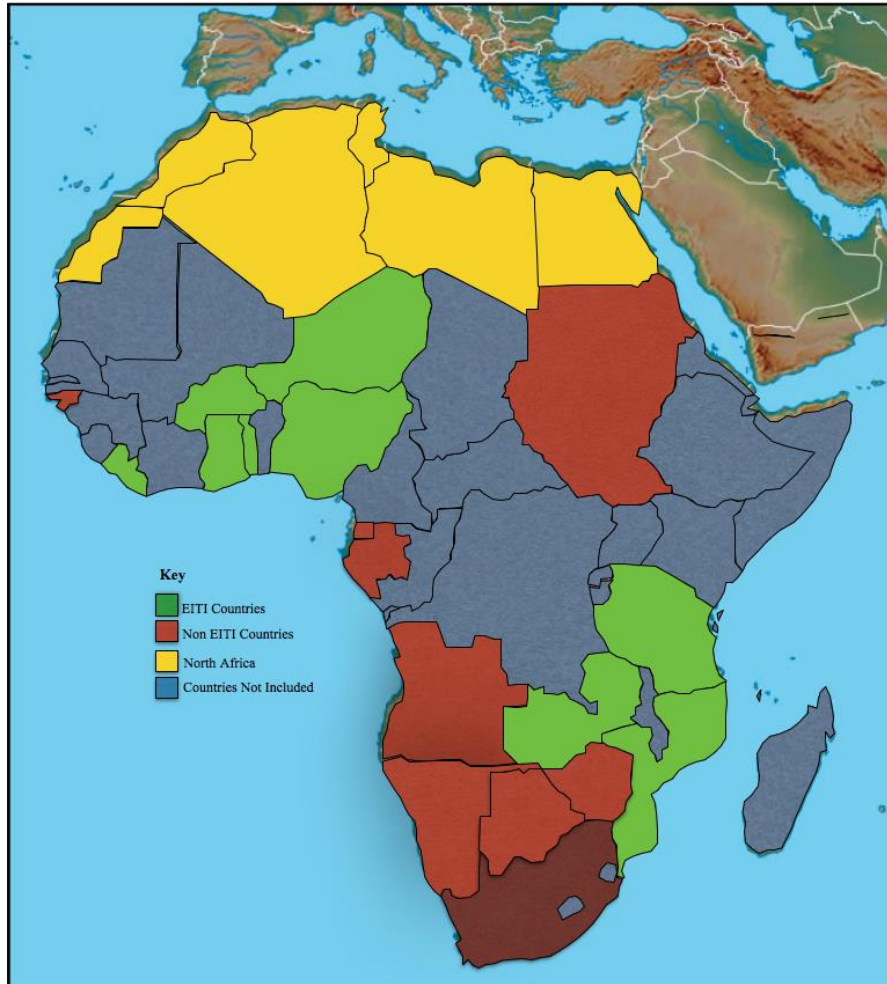 Key
EITI Countries
Non EITI Countries
North Africa
Countries Not Included